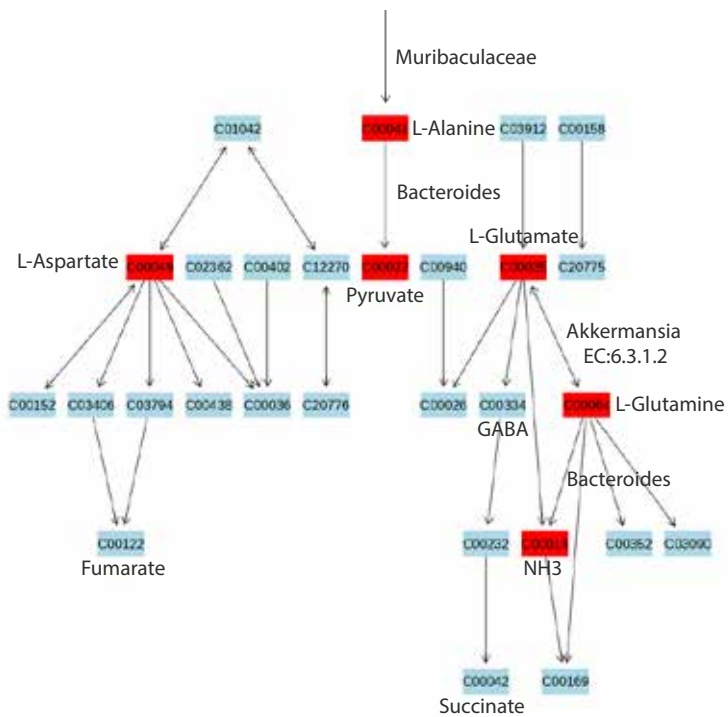 Muribaculaceae
C01042
C00041
L-Alanine
C03912
C00158
Bacteroides
L-Glutamate
L-Aspartate
C00049
C02362
C00402
C12270
C00022
C00940
C00025
C20775
Pyruvate
Akkermansia
EC:6.3.1.2
C00152
C03406
C03794
C00438
C00036
C20776
C00026
C00334
C00064
L-Glutamine
GABA
Bacteroides
C00122
C00232
C00014
C00352
C03090
Fumarate
NH3
C00042
C00169
Succinate